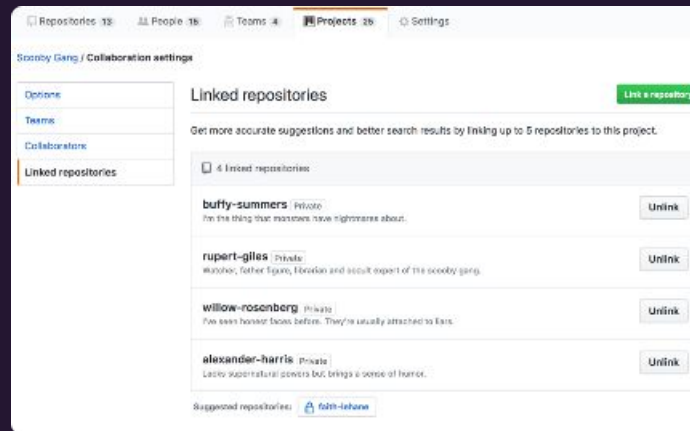 Repositories 13 People 16 Teams 4 Projects 26 Settings
Scooby Gang / Collaboration settings
Options
Teams
Collaborators
Linked repositories
Linked repositories
Link a repository
Get more accurate suggestions and better search results by linking up to 5 repositories to this project.
4 linked repositories
buffy-summers Private
I'm the thing that monsters have nightmares about.
Unlink
rupert-giles Private
Watcher, father figure, librarian and occult expert of the scooby gang.
Unlink
willow-rosenberg Private
I've seen honest faces before. They're usually attached to liars.
Unlink
alexander-harris Private
Lacks supernatural powers but brings a sense of humor.
Unlink
Suggested repositories: faith-lehane